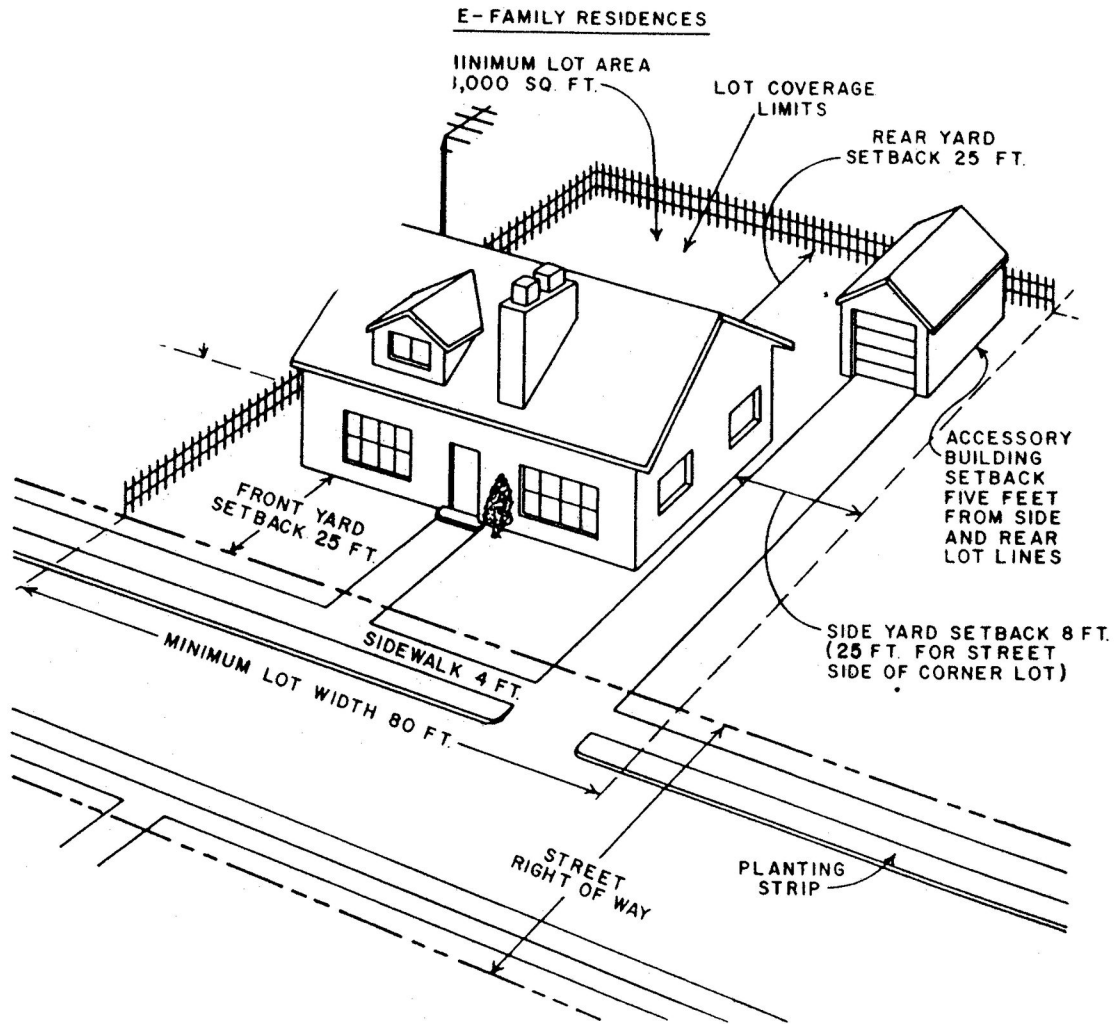 E-FAMILY RESIDENCES
INIMUM LOT AREA
,000 SQ. FT.
LOT COVERAGE
LIMITS
REAR YARD
SETBACK 25 FT.
FRONT YARD
SETBACK 25 FT.
ACCESSORY
BUILDING
SETBACK
FIVE FEET
FROM SIDE
AND REAR
LOT LINES
SIDE YARD SETBACK 8 FT.
(25 FT. FOR STREET
SIDE OF CORNER LOT)
SIDEWALK 4 FT.
MINIMUM LOT WIDTH 80 FT.
STREET
RIGHT OF WAY
PLANTING
STRIP